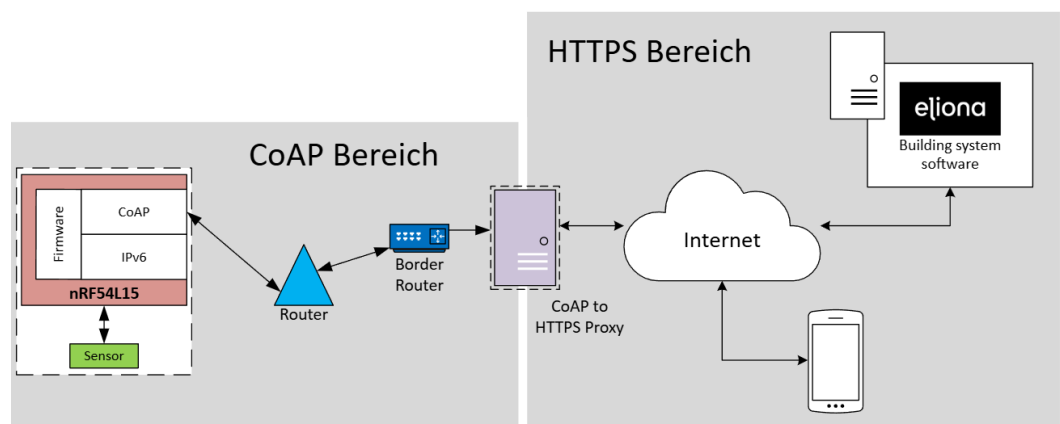 HTTPS Bereich
eliona
Building system
software
CoAP Bereich
Firmware
CoAP
IPv6
nRF54L15
Sensor
Router
Border
Router
CoAP to
HTTPS Proxy
Internet